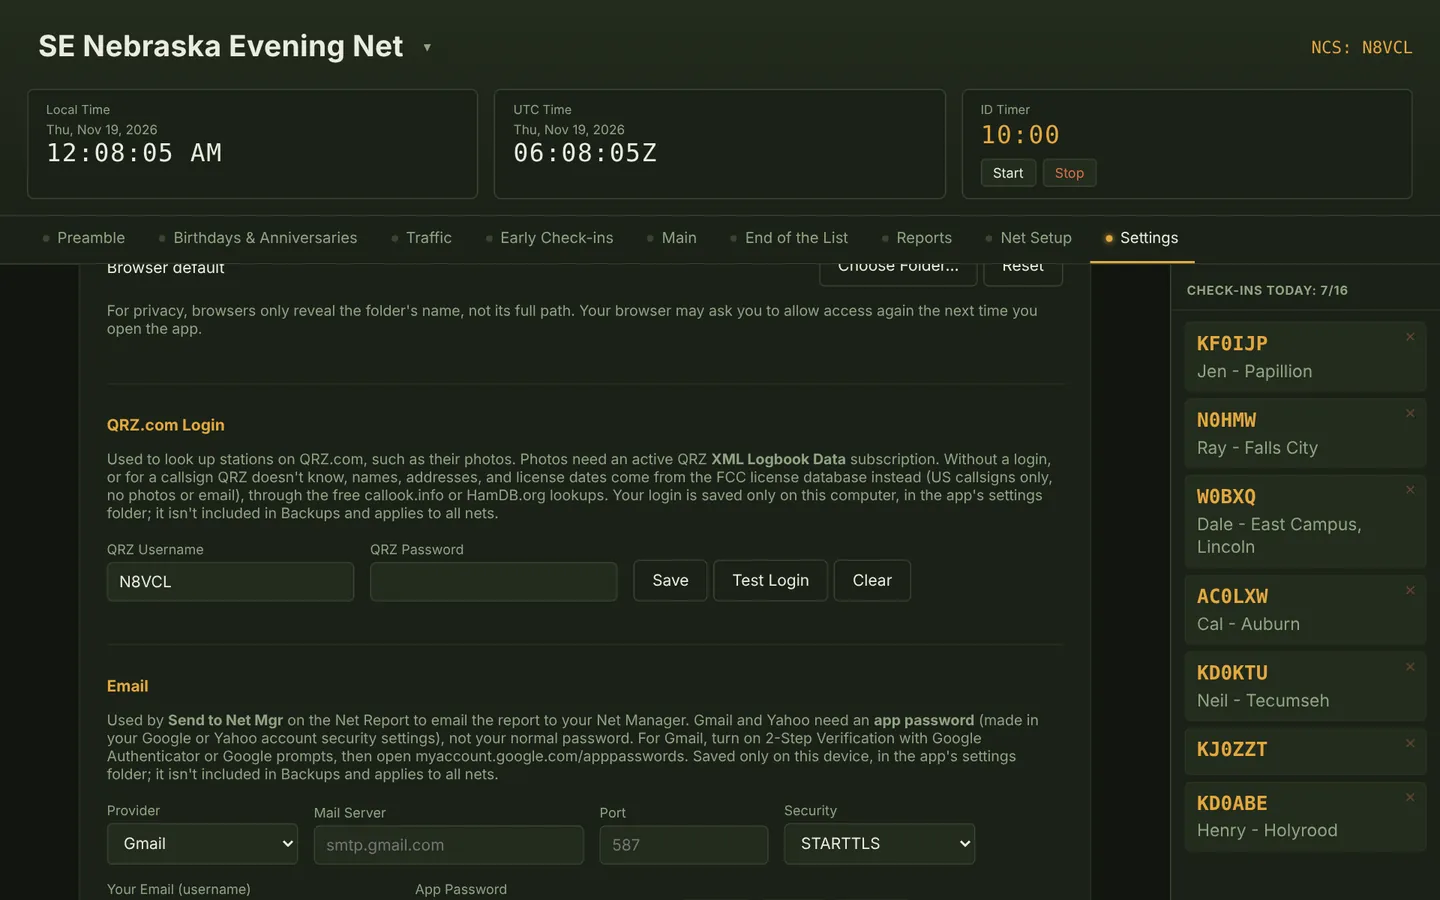 SE Nebraska Evening Net ▼
NCS: N8VCL
Local Time
Thu, Nov 19, 2026
12:08:05 AM
UTC Time
Thu, Nov 19, 2026
06:08:05Z
ID Timer
10:00
Start
Stop
Preamble
Birthdays & Anniversaries
Traffic
Early Check-ins
Main
End of the List
Reports
Net Setup
Settings
Browser default
Choose Folder...
Reset
For privacy, browsers only reveal the folder's name, not its full path. Your browser may ask you to allow access again the next time you
open the app.
QRZ.com Login
Used to look up stations on QRZ.com, such as their photos. Photos need an active QRZ XML Logbook Data subscription. Without a login,
or for a callsign QRZ doesn't know, names, addresses, and license dates come from the FCC license database instead (US callsigns only,
no photos or email), through the free callook.info or HamDB.org lookups. Your login is saved only on this computer, in the app's settings
folder; it isn't included in Backups and applies to all nets.
QRZ Username
QRZ Password
N8VCL
Save
Test Login
Clear
Email
Used by Send to Net Mgr on the Net Report to email the report to your Net Manager. Gmail and Yahoo need an app password (made in
your Google or Yahoo account security settings), not your normal password. For Gmail, turn on 2-Step Verification with Google
Authenticator or Google prompts, then open myaccount.google.com/apppasswords. Saved only on this device, in the app's settings
folder; it isn't included in Backups and applies to all nets.
Provider
Mail Server
Port
Security
Gmail
smtp.gmail.com
587
STARTTLS
Your Email (username)
App Password
CHECK-INS TODAY: 7/16
KF0IJP
×
Jen - Papillion
N0HMW
×
Ray - Falls City
W0BXQ
×
Dale - East Campus,
Lincoln
AC0LXW
×
Cal - Auburn
KD0KTU
×
Neil - Tecumseh
KJ0ZZT
×
KD0ABE
×
Henry - Holyrood